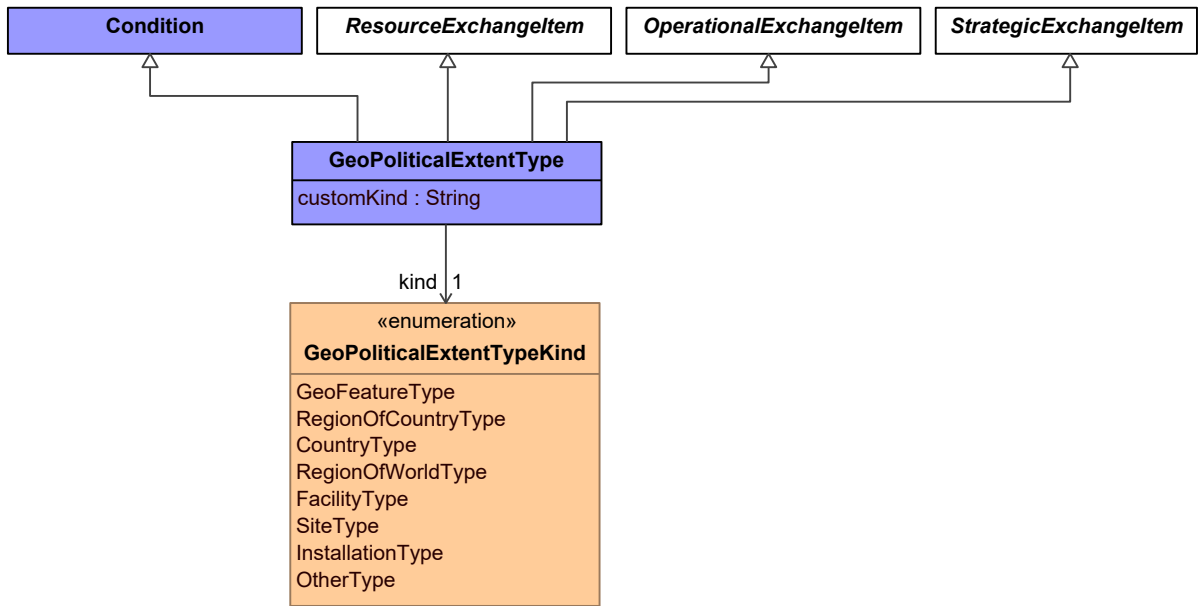 Condition
ResourceExchangeItem
OperationalExchangeItem
StrategicExchangeItem
GeoPoliticalExtentType
customKind : String
kind 1
«enumeration»
GeoPoliticalExtentTypeKind
GeoFeatureType
RegionOfCountryType
CountryType
RegionOfWorldType
FacilityType
SiteType
InstallationType
OtherType